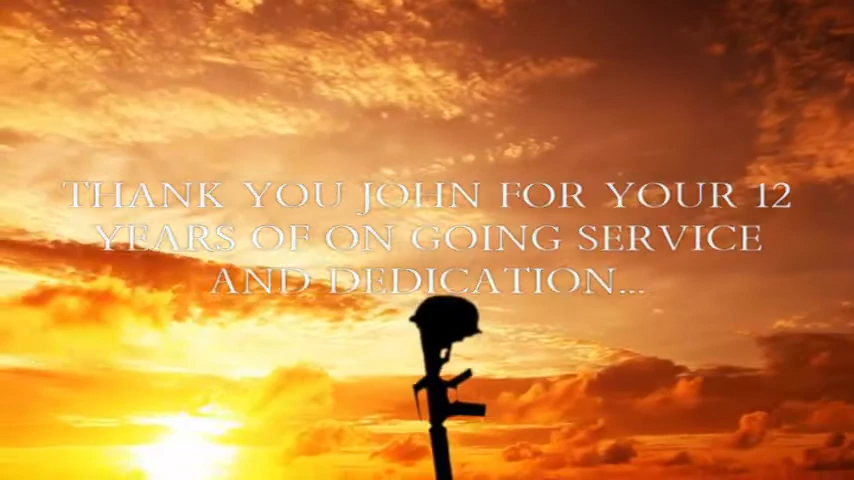 THANK YOU JOHN FOR YOUR 12
YEARS OF ON GOING SERVICE
AND DEDICATION...